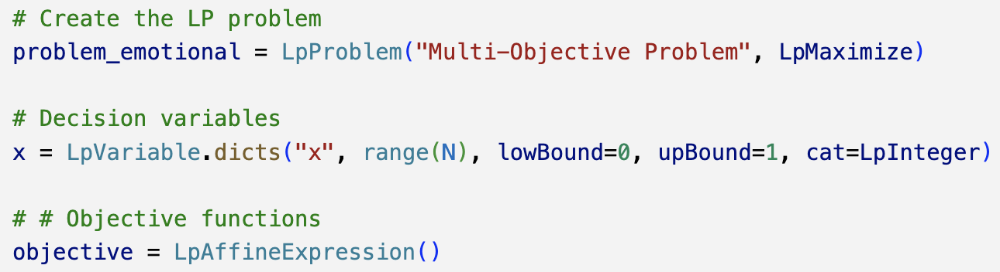 # Create the LP problem
problem_emotional = LpProblem("Multi-Objective Problem", LpMaximize)
# Decision variables
x = LpVariable.dicts("x", range(N), lowBound=0, upBound=1, cat=LpInteger)
# # Objective functions
objective = LpAffineExpression()